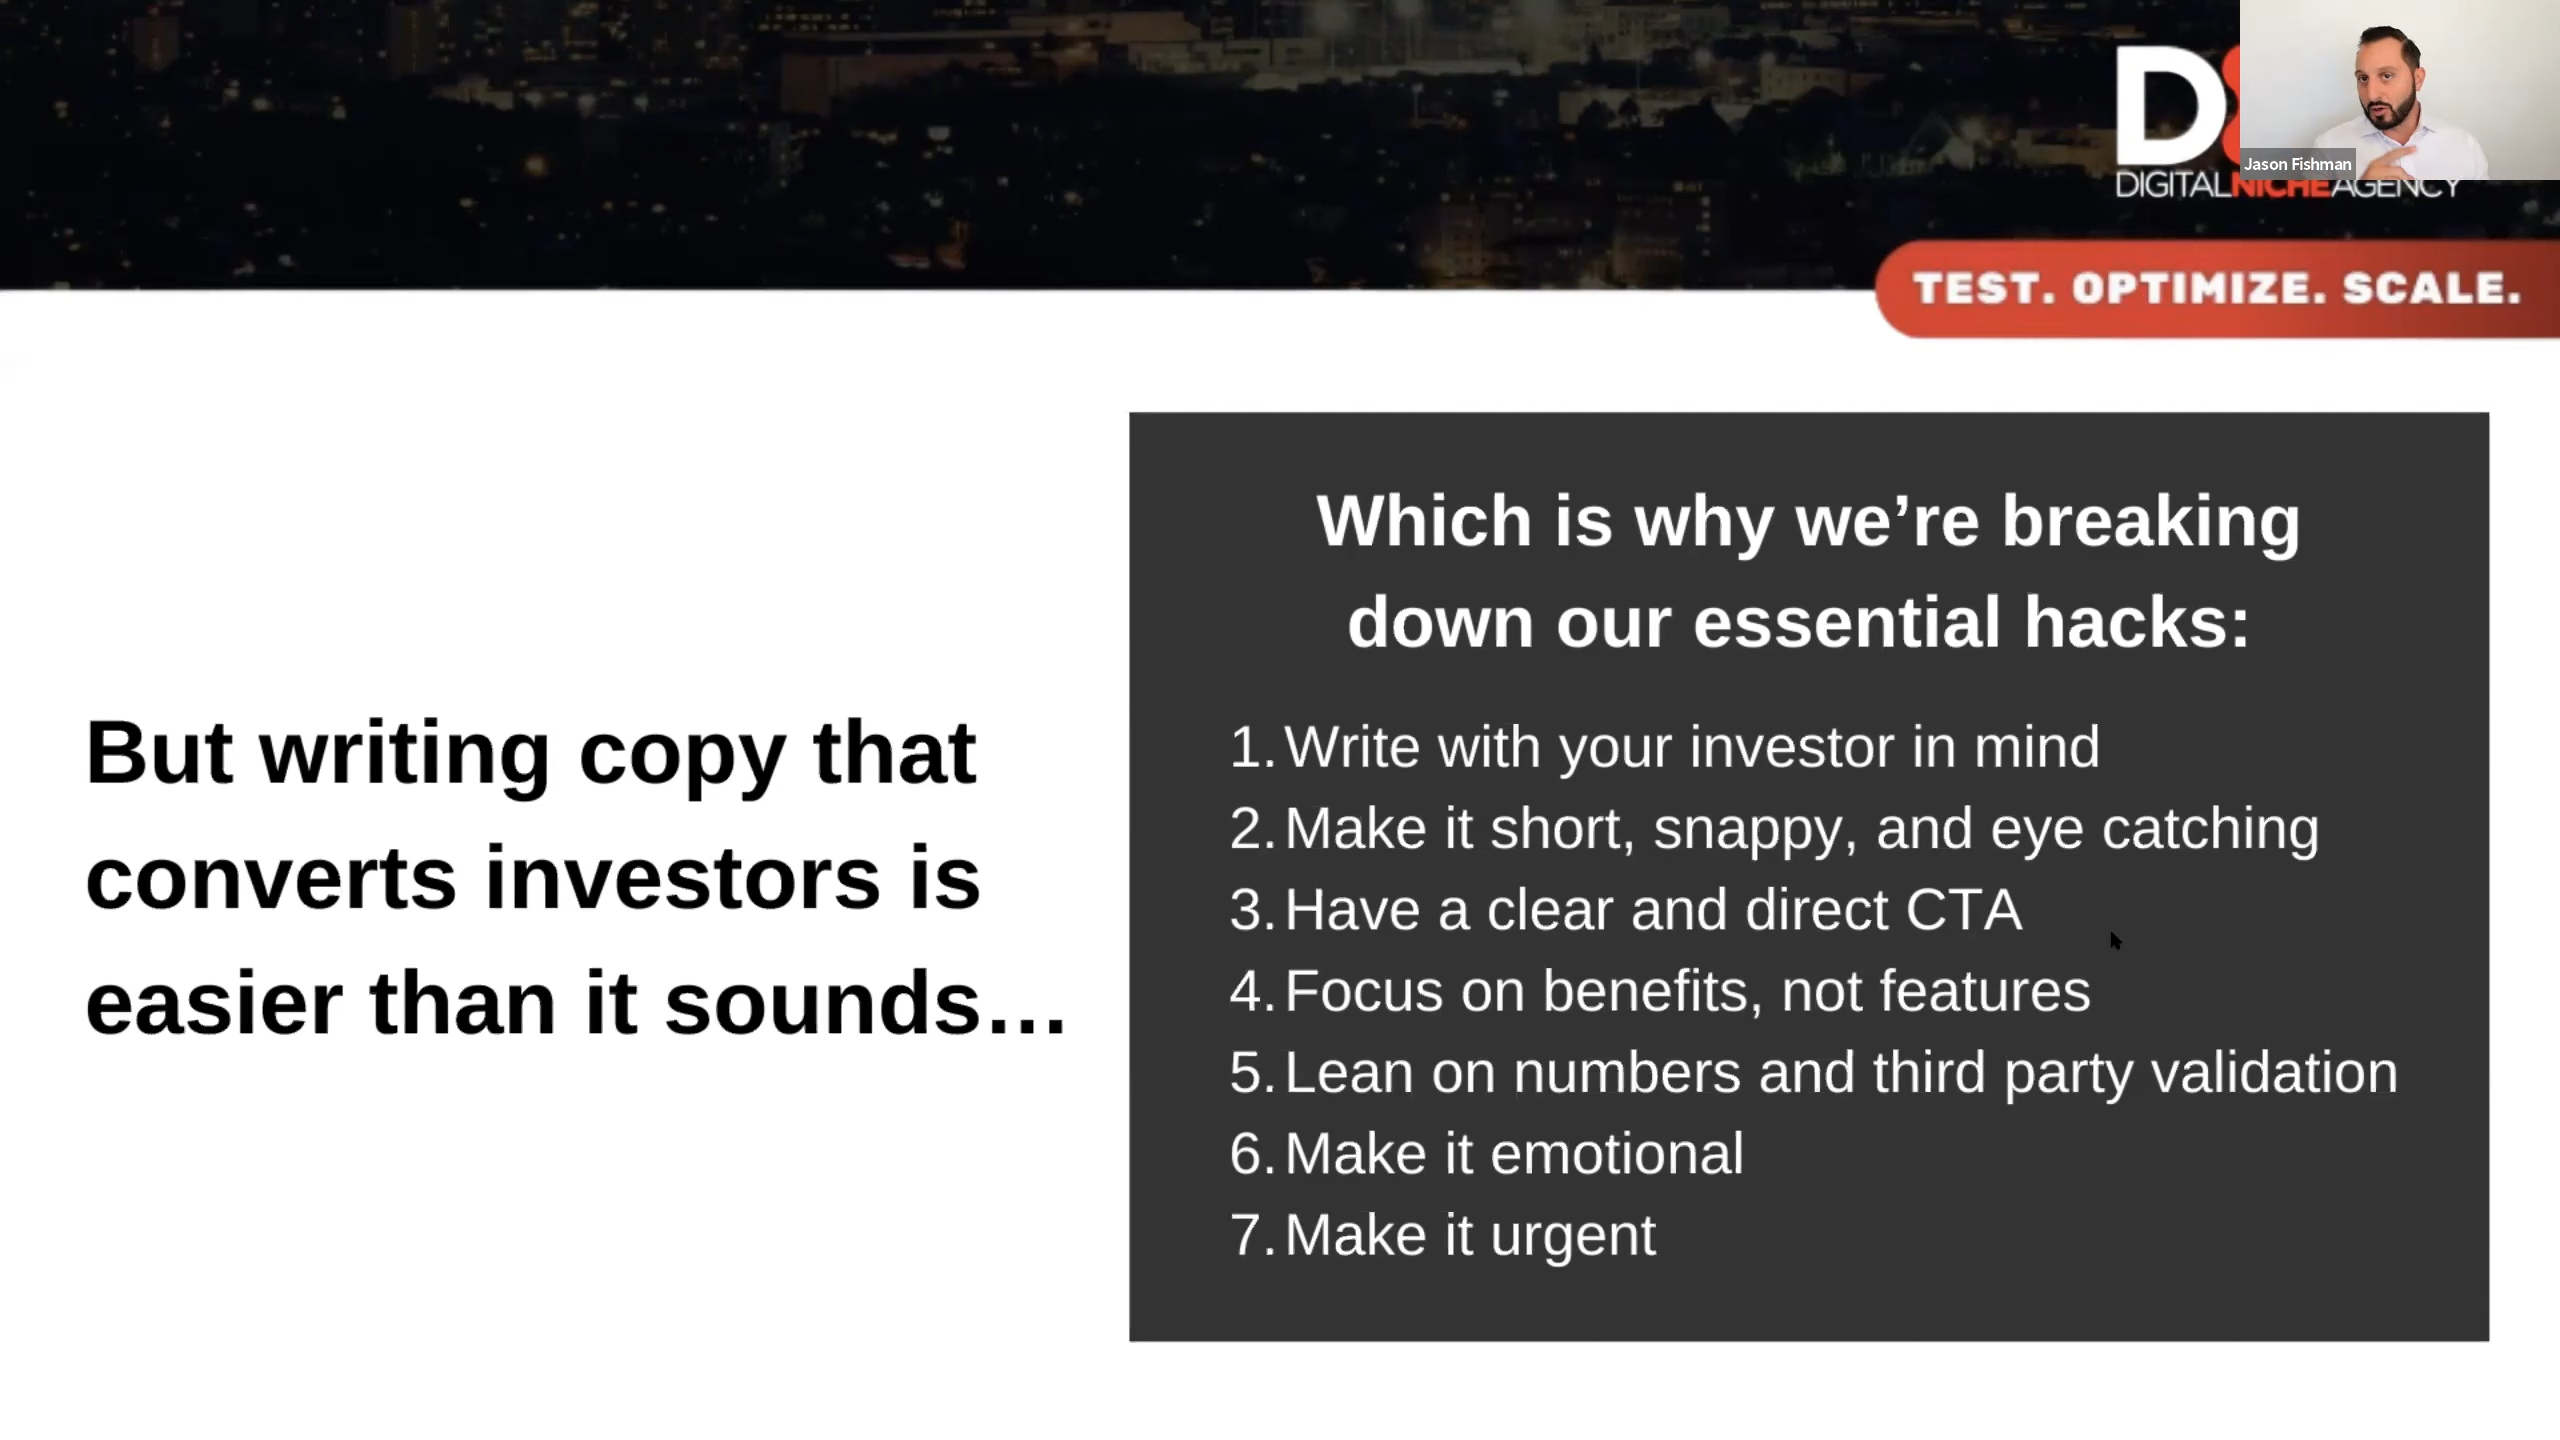 D
Jason Fishman
DIGITALNICHEAGENCY
TEST. OPTIMIZE. SCALE.
But writing copy that
converts investors is
easier than it sounds…
Which is why we’re breaking
down our essential hacks:
1. Write with your investor in mind
2. Make it short, snappy, and eye catching
3. Have a clear and direct CTA
4. Focus on benefits, not features
5. Lean on numbers and third party validation
6. Make it emotional
7. Make it urgent